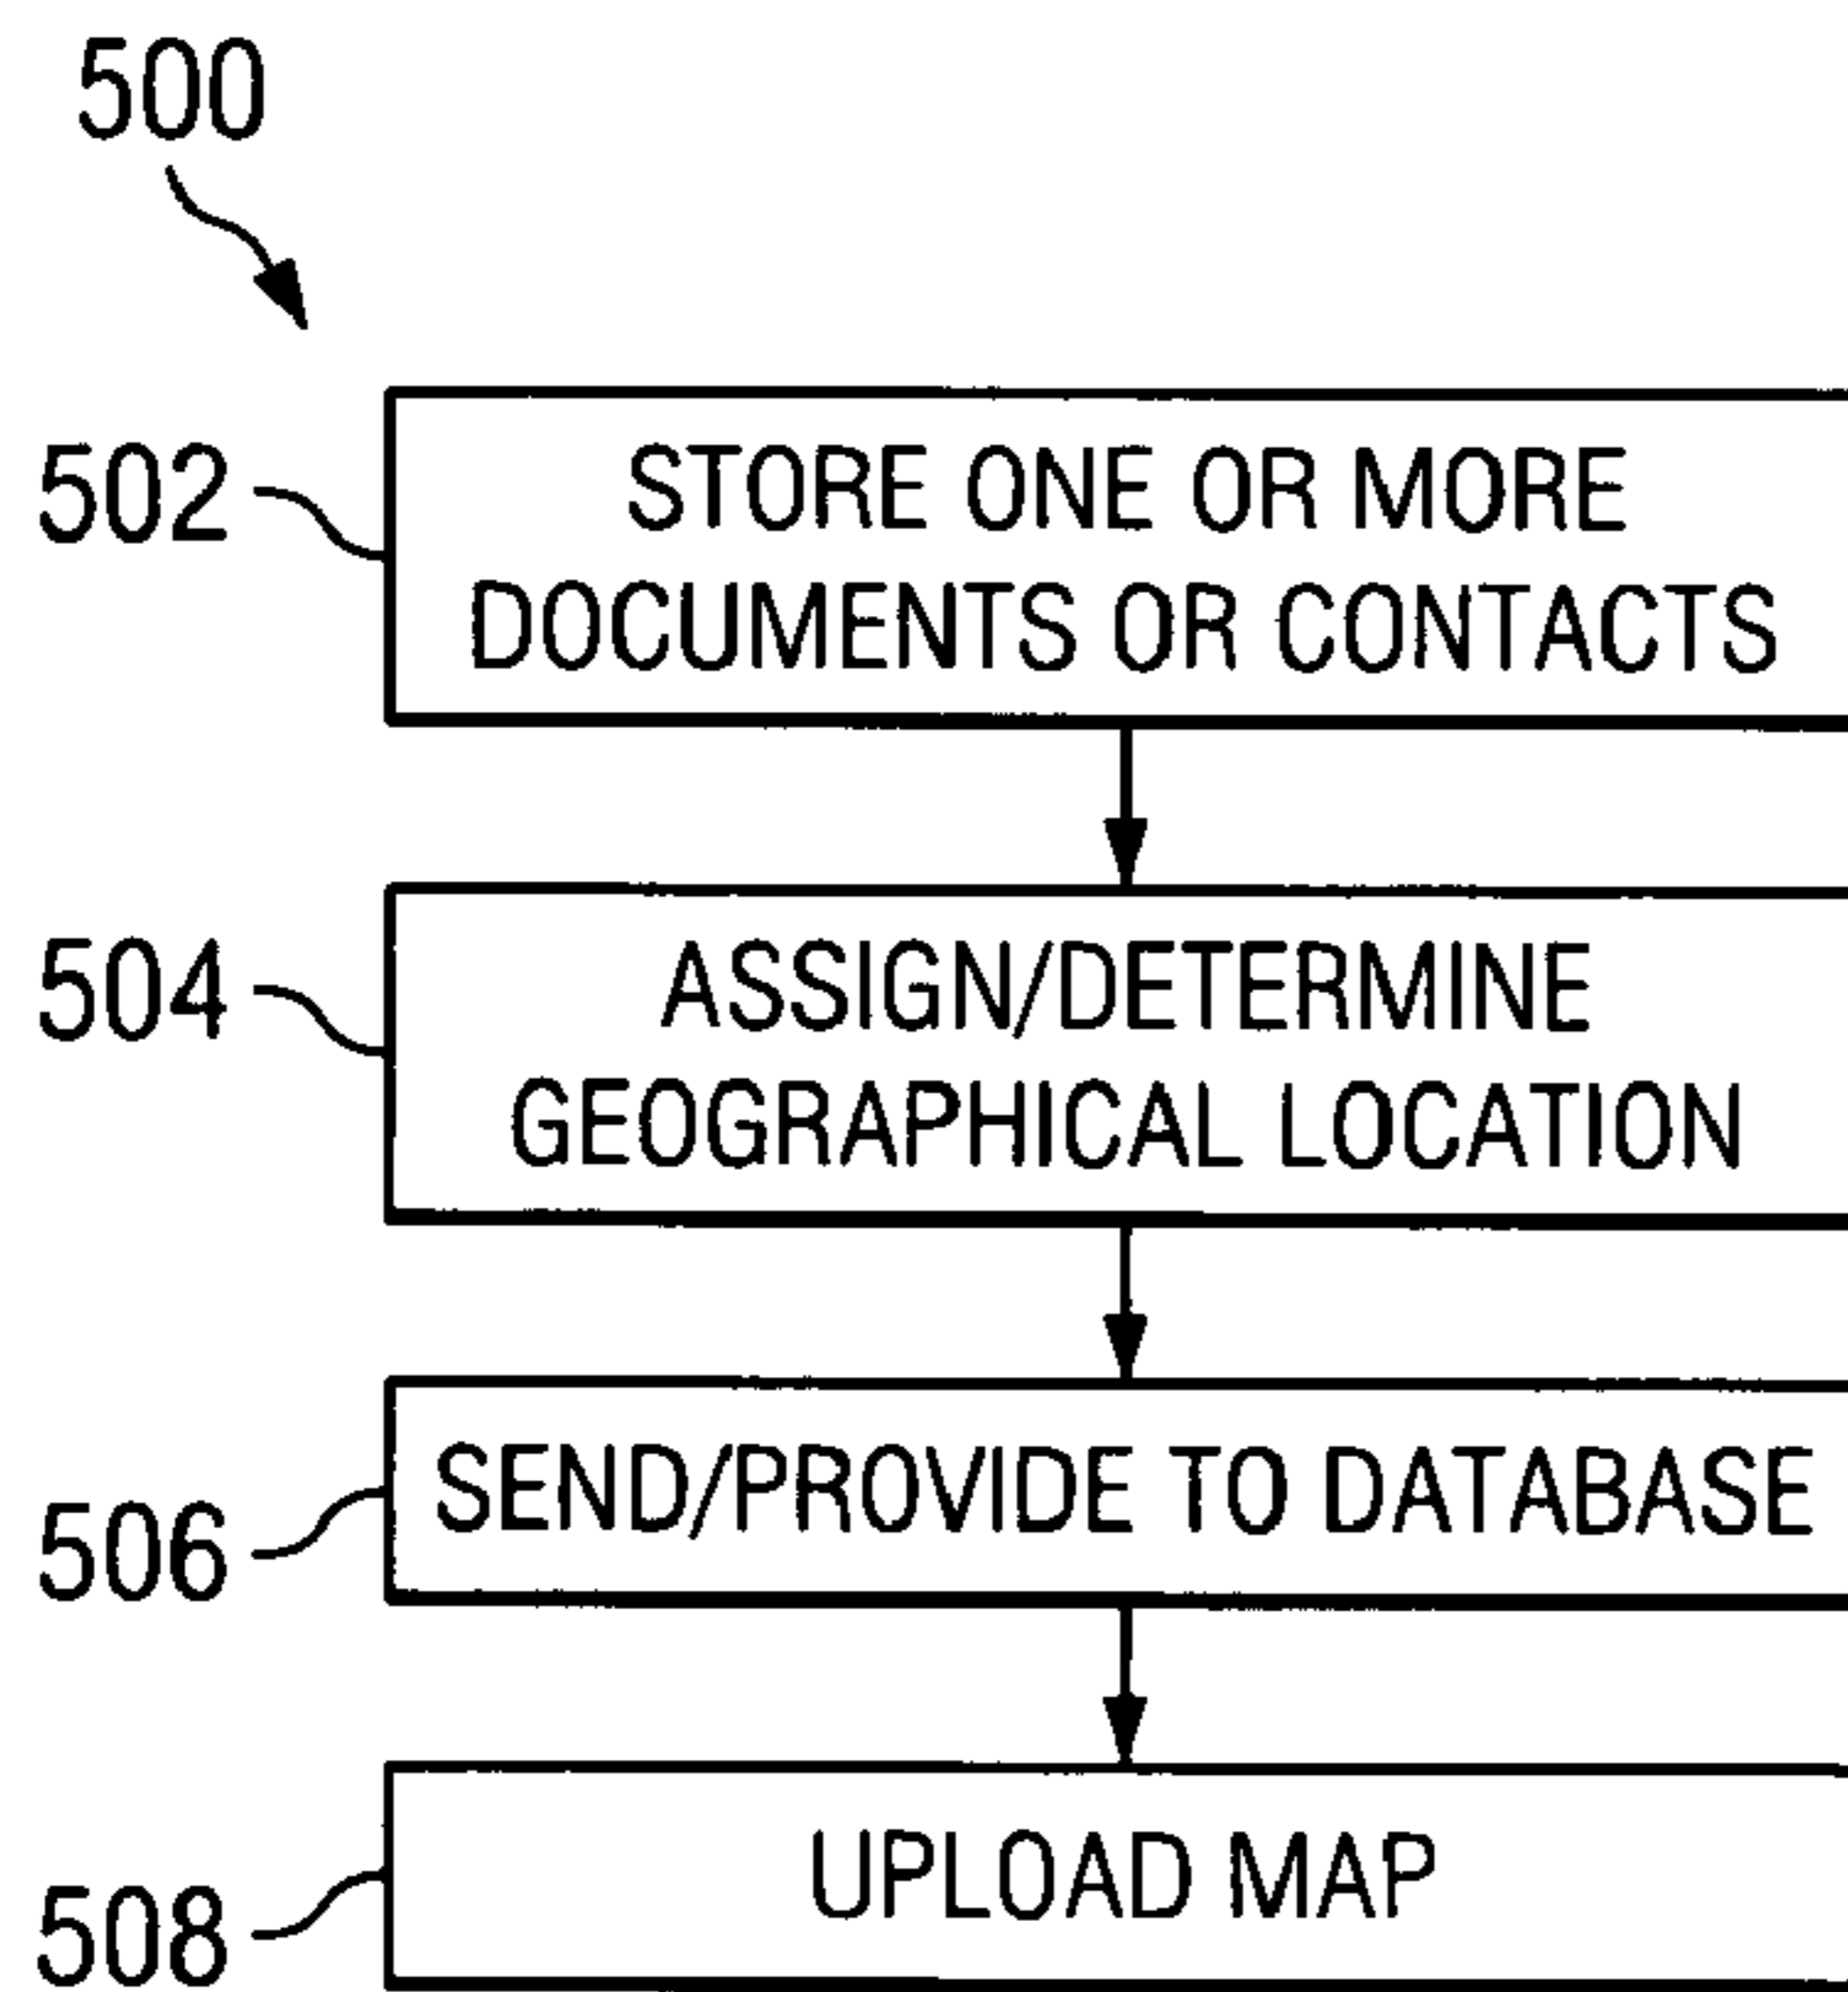 500
502
STORE ONE OR MORE
DOCUMENTS OR CONTACTS
504
ASSIGN/DETERMINE
GEOGRAPHICAL LOCATION
506
SEND/PROVIDE TO DATABASE
508
UPLOAD MAP